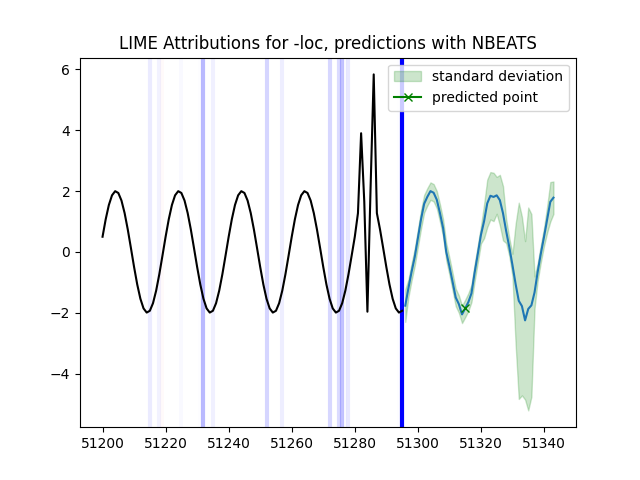 LIME Attributions for -loc, predictions with NBEATS
standard deviation
predicted point
6
4
2
0
−2
−4
51200 51220 51240 51260 51280 51300 51320 51340